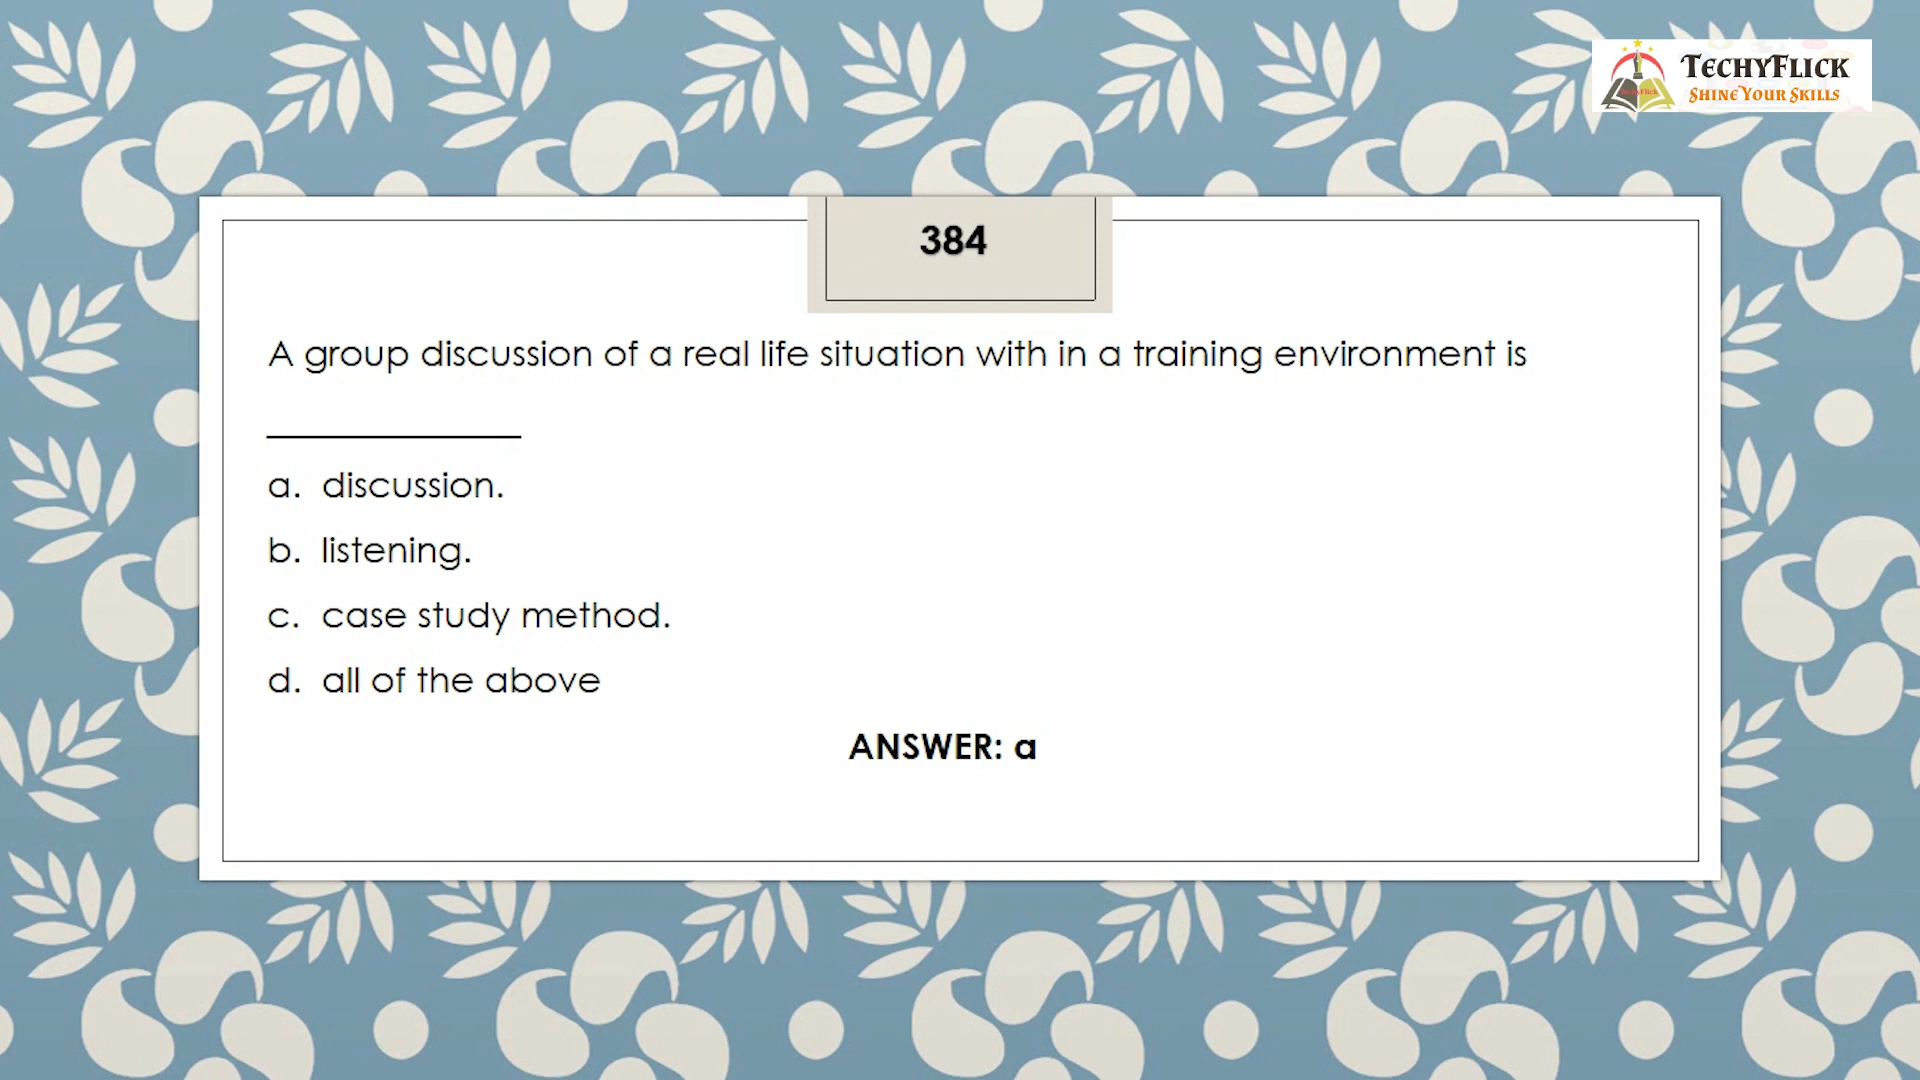 TECHYFLICK
SHINE YOUR SKILLS
384
A group discussion of a real life situation with in a training environment is
______________
a. discussion.
b. listening.
c. case study method.
d. all of the above
ANSWER: a